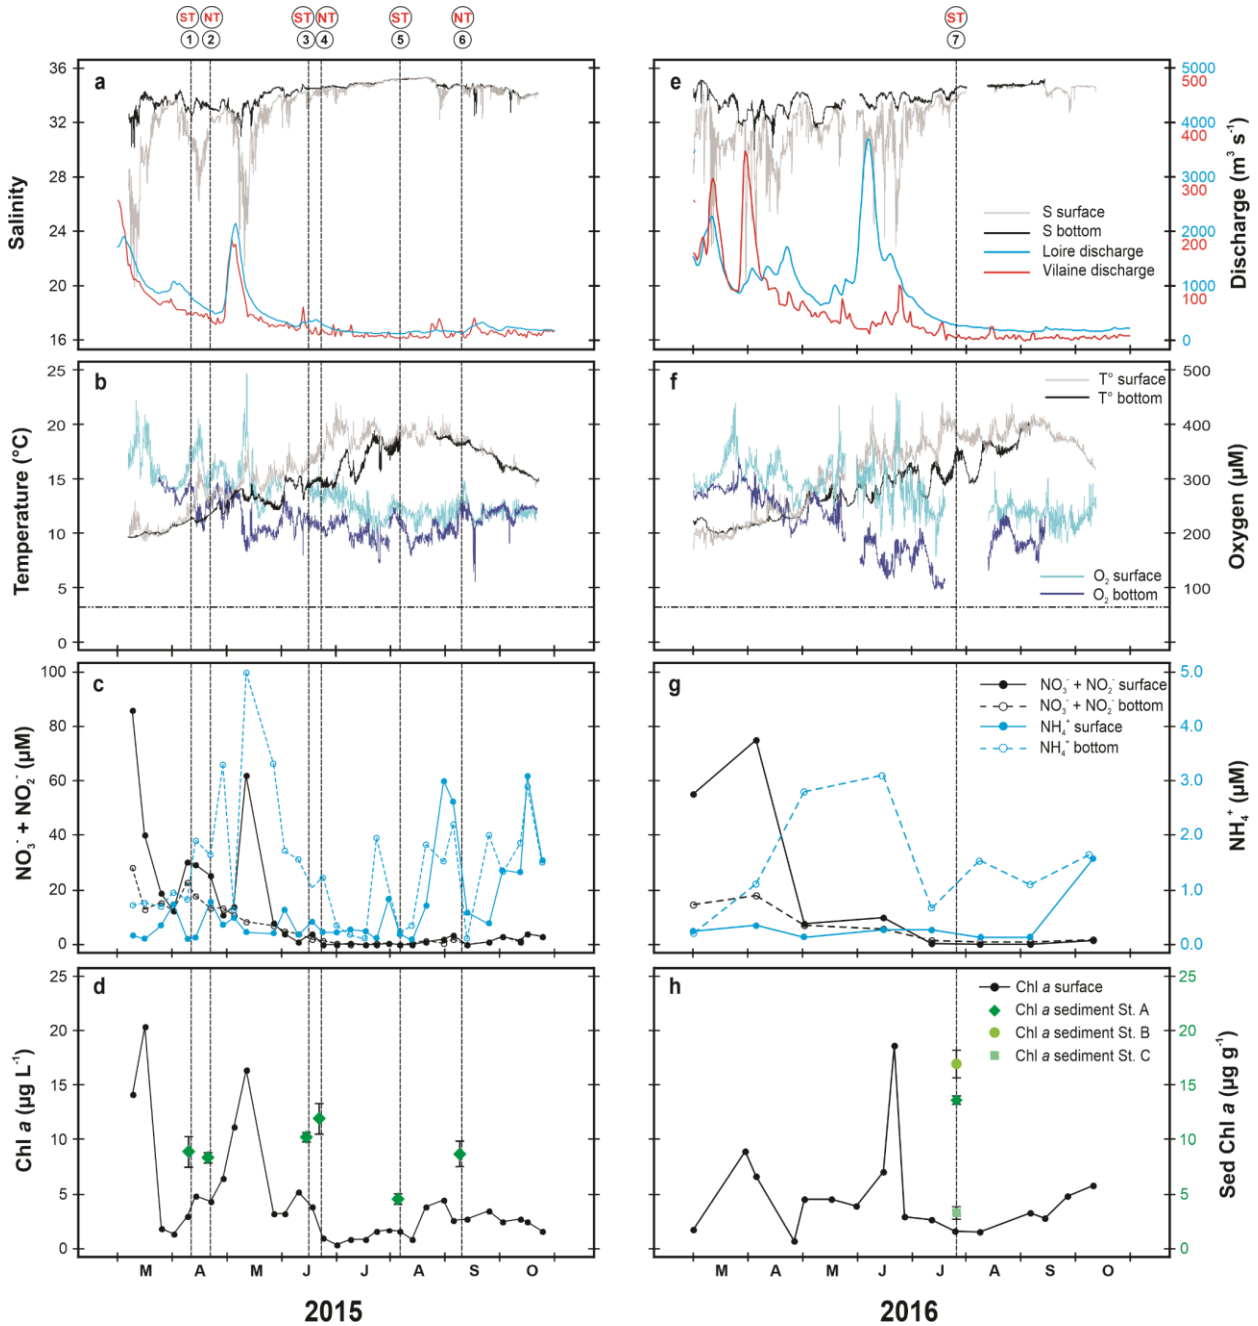 ST NT ST NT ST NT ST
1 2 3 4 5 6 7
a
36
32
28
24
20
16
Salinity
e
5000
500
4000
400
3000
300
2000
200
1000
100
0
Discharge (m³ s⁻¹)
S surface
S bottom
Loire discharge
Vilaine discharge
b
25
20
15
10
5
0
Temperature (°C)
f
500
400
300
200
100
0
Oxygen (µM)
T° surface
T° bottom
O₂ surface
O₂ bottom
c
100
80
60
40
20
0
NO₃⁻ + NO₂⁻ (µM)
g
5.0
4.0
3.0
2.0
1.0
0.0
NH₄⁺ (µM)
NO₃⁻ + NO₂⁻ surface
NO₃⁻ + NO₂⁻ bottom
NH₄⁺ surface
NH₄⁺ bottom
d
25
20
15
10
5
0
Chl a (µg L⁻¹)
h
25
20
15
10
5
0
Sed Chl a (µg g⁻¹)
Chl a surface
Chl a sediment St. A
Chl a sediment St. B
Chl a sediment St. C
M A M J J A S O
M A M J J A S O
2015
2016